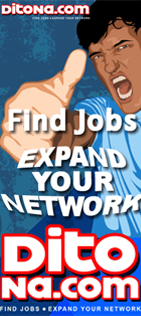 Ditona.com
FIND JOBS • EXPAND YOUR NETWORK
Find Jobs
EXPAND
YOUR
NETWORK
Dito
Na.com
FIND JOBS • EXPAND YOUR NETWORK